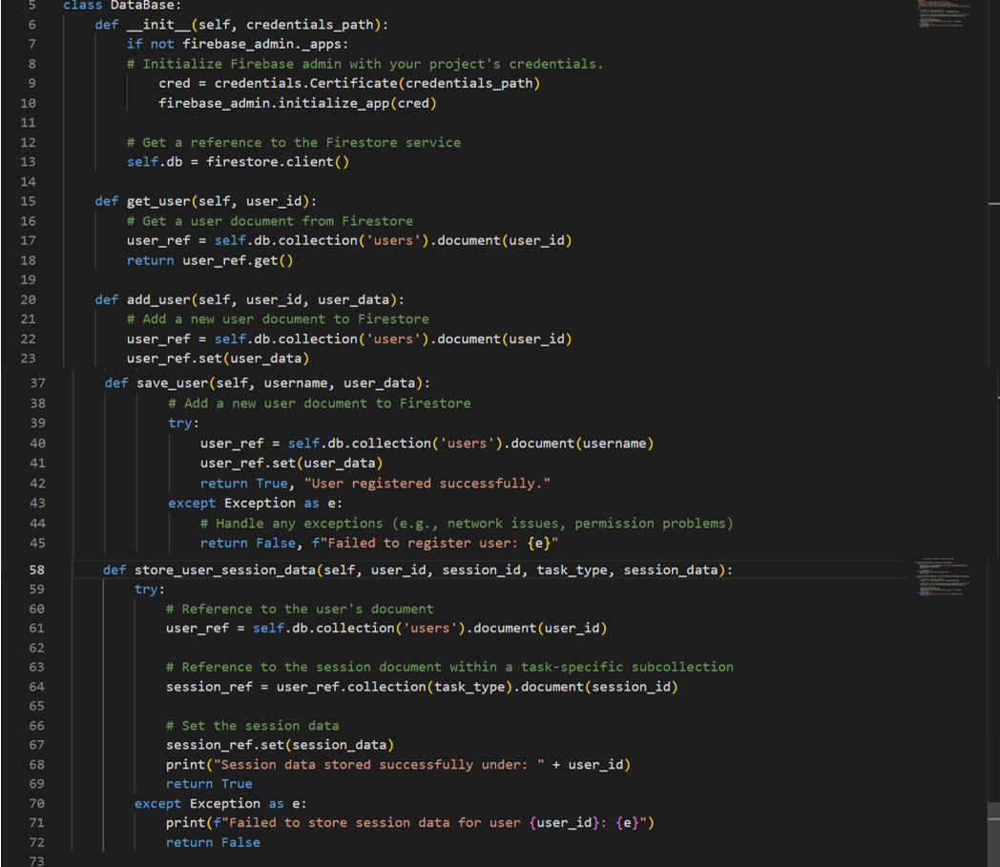 5 class DataBase:
6 def __init__(self, credentials_path):
7 if not firebase_admin._apps:
8 # Initialize Firebase admin with your project's credentials.
9 cred = credentials.Certificate(credentials_path)
10 firebase_admin.initialize_app(cred)
11
12 # Get a reference to the Firestore service
13 self.db = firestore.client()
14
15 def get_user(self, user_id):
16 # Get a user document from Firestore
17 user_ref = self.db.collection('users').document(user_id)
18 return user_ref.get()
19
20 def add_user(self, user_id, user_data):
21 # Add a new user document to Firestore
22 user_ref = self.db.collection('users').document(user_id)
23 user_ref.set(user_data)
37 def save_user(self, username, user_data):
38 # Add a new user document to Firestore
39 try:
40 user_ref = self.db.collection('users').document(username)
41 user_ref.set(user_data)
42 return True, "User registered successfully."
43 except Exception as e:
44 # Handle any exceptions (e.g., network issues, permission problems)
45 return False, f"Failed to register user: {e}"
58 def store_user_session_data(self, user_id, session_id, task_type, session_data):
59 try:
60 # Reference to the user's document
61 user_ref = self.db.collection('users').document(user_id)
62
63 # Reference to the session document within a task-specific subcollection
64 session_ref = user_ref.collection(task_type).document(session_id)
65
66 # Set the session data
67 session_ref.set(session_data)
68 print("Session data stored successfully under: " + user_id)
69 return True
70 except Exception as e:
71 print(f"Failed to store session data for user {user_id}: {e}")
72 return False
73